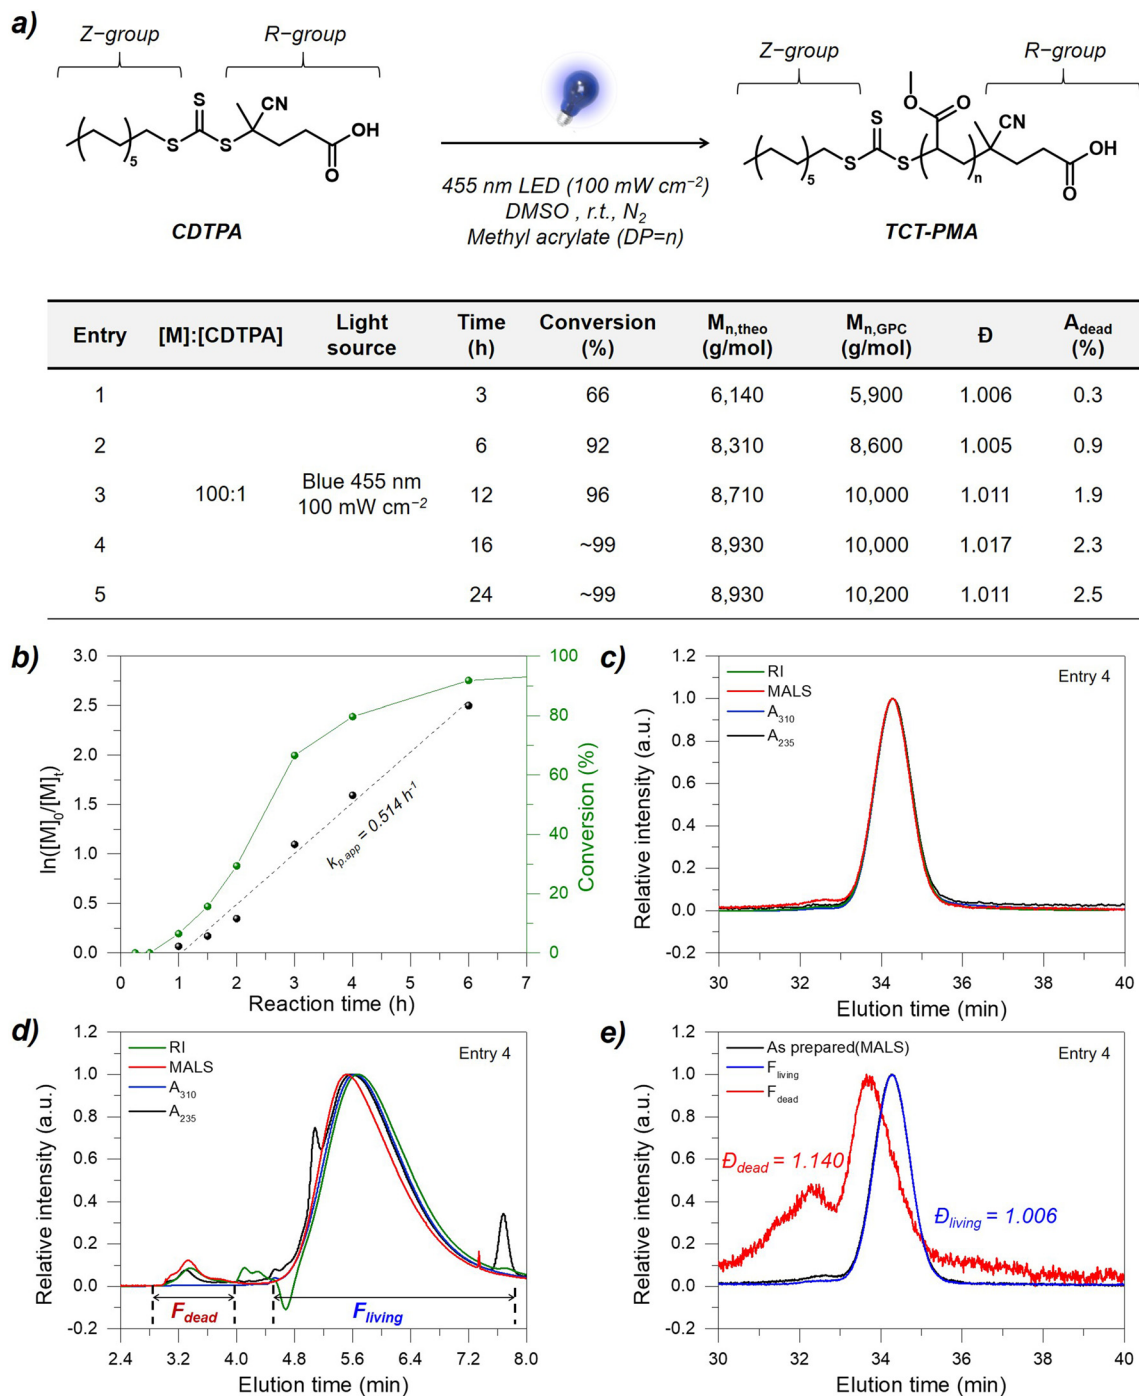 a)
Z−group
R−group
Z−group
R−group
S
CN
OH
5
S
S
O
CDTPA
455 nm LED (100 mW cm⁻²)
DMSO , r.t., N₂
Methyl acrylate (DP=n)
O
O
S
CN
OH
5
S
S
n
O
TCT-PMA
Entry [M]:[CDTPA] Light source Time (h) Conversion (%) Mn,theo (g/mol) Mn,GPC (g/mol) Đ Adead (%)
1 3 66 6,140 5,900 1.006 0.3
2 6 92 8,310 8,600 1.005 0.9
3 100:1 Blue 455 nm 100 mW cm⁻² 12 96 8,710 10,000 1.011 1.9
4 16 ~99 8,930 10,000 1.017 2.3
5 24 ~99 8,930 10,200 1.011 2.5
b)
ln([M]₀/[M]ₜ)
3.0
2.5
2.0
1.5
1.0
0.5
0.0
kp,app = 0.514 h⁻¹
100
80
60
40
20
0
Conversion (%)
0 1 2 3 4 5 6 7
Reaction time (h)
c)
Relative intensity (a.u.)
1.2
1.0
0.8
0.6
0.4
0.2
0.0
-0.2
RI
MALS
A₃₁₀
A₂₃₅
Entry 4
30 32 34 36 38 40
Elution time (min)
d)
Relative intensity (a.u.)
1.2
1.0
0.8
0.6
0.4
0.2
0.0
-0.2
RI
MALS
A₃₁₀
A₂₃₅
Entry 4
Fdead
Fliving
2.4 3.2 4.0 4.8 5.6 6.4 7.2 8.0
Elution time (min)
e)
Relative intensity (a.u.)
1.2
1.0
0.8
0.6
0.4
0.2
0.0
-0.2
As prepared(MALS)
Fliving
Fdead
Entry 4
Đdead = 1.140
Đliving = 1.006
30 32 34 36 38 40
Elution time (min)